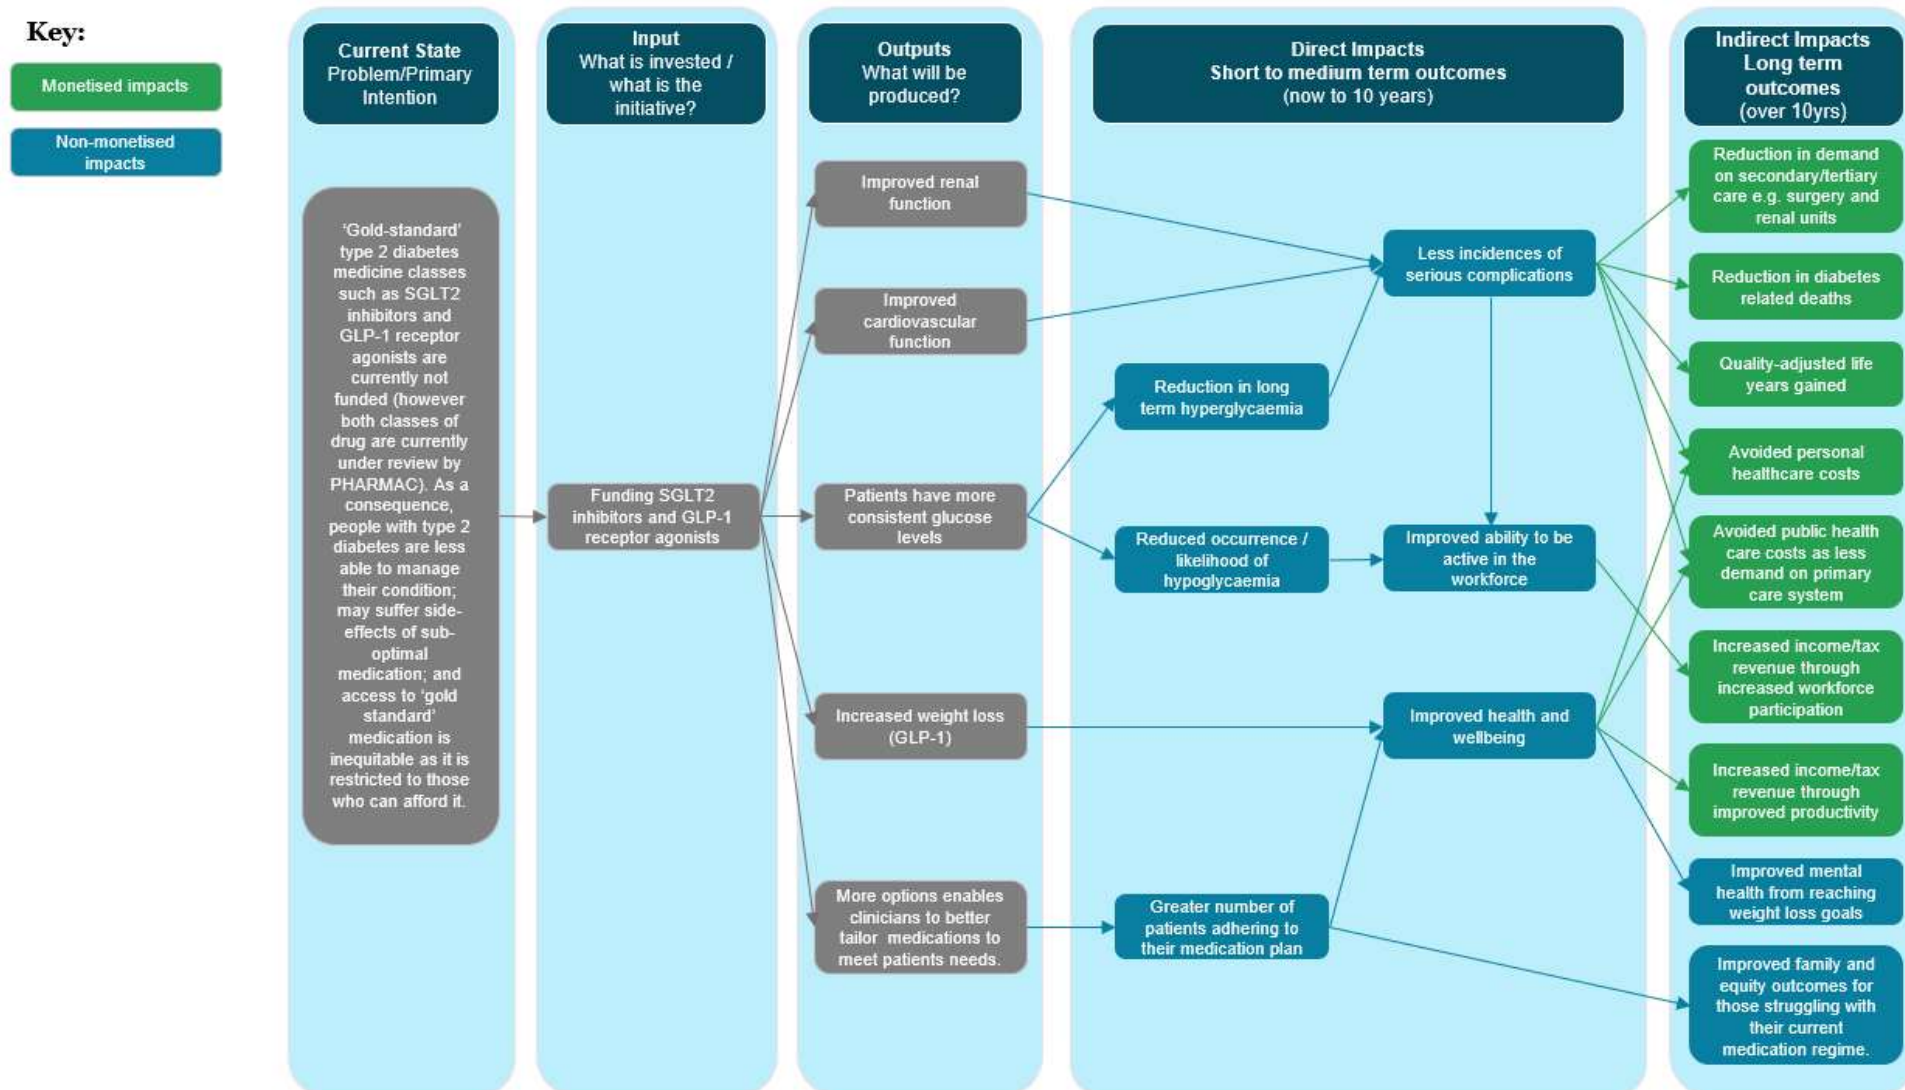 Key:
Monetised impacts
Non-monetised
impacts
Current State
Problem/Primary
Intention
‘Gold-standard’
type 2 diabetes
medicine classes
such as SGLT2
inhibitors and
GLP-1 receptor
agonists are
currently not
funded (however
both classes of
drug are currently
under review by
PHARMAC). As a
consequence,
people with type 2
diabetes are less
able to manage
their condition;
may suffer side-
effects of sub-
optimal
medication; and
access to ‘gold
standard’
medication is
inequitable as it is
restricted to those
who can afford it.
Input
What is invested /
what is the
initiative?
Funding SGLT2
inhibitors and GLP-1
receptor agonists
Outputs
What will be
produced?
Improved renal
function
Improved
cardiovascular
function
Patients have more
consistent glucose
levels
Increased weight loss
(GLP-1)
More options enables
clinicians to better
tailor medications to
meet patients needs.
Direct Impacts
Short to medium term outcomes
(now to 10 years)
Reduction in long
term hyperglycaemia
Reduced occurrence /
likelihood of
hypoglycaemia
Greater number of
patients adhering to
their medication plan
Less incidences of
serious complications
Improved ability to be
active in the
workforce
Improved health and
wellbeing
Indirect Impacts
Long term
outcomes
(over 10yrs)
Reduction in demand
on secondary/tertiary
care e.g. surgery and
renal units
Reduction in diabetes
related deaths
Quality-adjusted life
years gained
Avoided personal
healthcare costs
Avoided public health
care costs as less
demand on primary
care system
Increased income/tax
revenue through
increased workforce
participation
Increased income/tax
revenue through
improved productivity
Improved mental
health from reaching
weight loss goals
Improved family and
equity outcomes for
those struggling with
their current
medication regime.